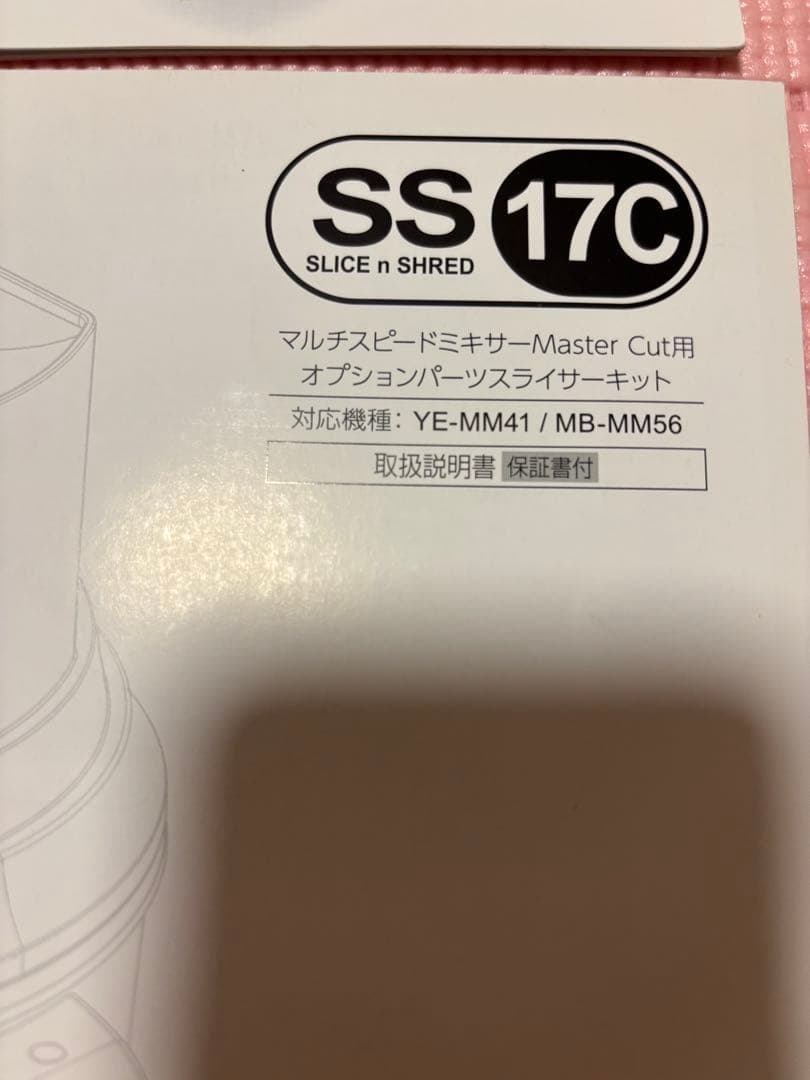 SS 17C
SLICE n SHRED
マルチスピードミキサーMaster Cut用
オプションパーツスライサーキット
対応機種：YE-MM41 / MB-MM56
取扱説明書 保証書付